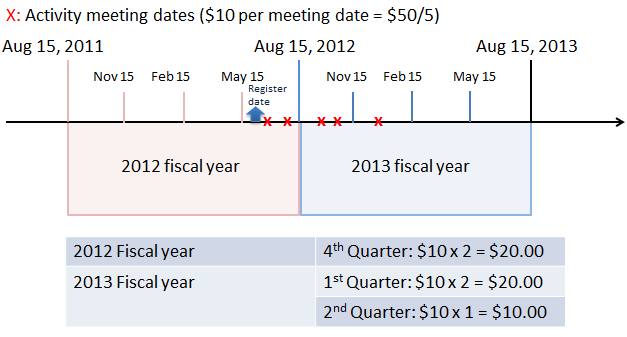 X: Activity meeting dates ($10 per meeting date = $50/5)
Aug 15, 2011 Aug 15, 2012 Aug 15, 2013
Nov 15 Feb 15 May 15 Nov 15 Feb 15 May 15
Register
date
X X X X X
2012 fiscal year 2013 fiscal year
2012 Fiscal year 4th Quarter: $10 x 2 = $20.00
2013 Fiscal year 1st Quarter: $10 x 2 = $20.00
2nd Quarter: $10 x 1 = $10.00